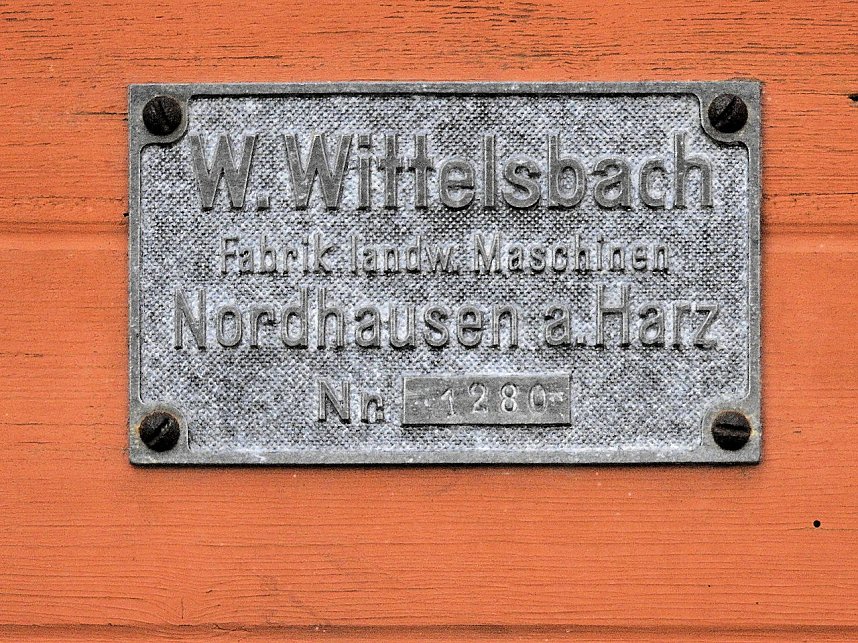 W. Wittelsbach
Fabrik landw. Maschinen
Nordhausen a. Harz
Nr. 1280